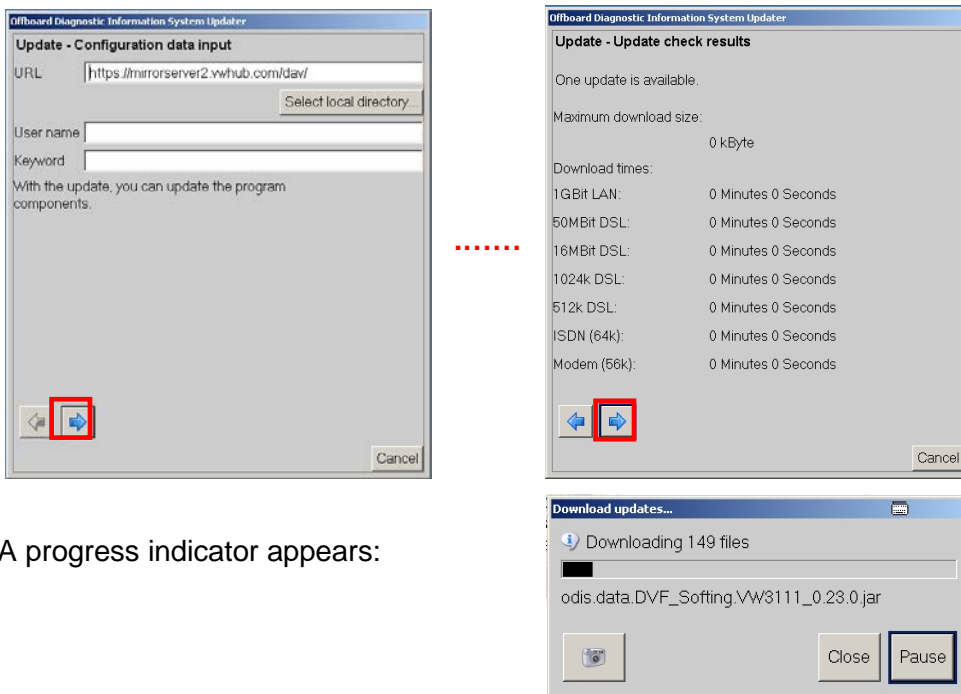 Offboard Diagnostic Information System Updater
Update - Configuration data input
URL https://mirrorserver2.vwhub.com/dav/
Select local directory...
User name
Keyword
With the update, you can update the program
components.
Cancel
.......
Offboard Diagnostic Information System Updater
Update - Update check results
One update is available.
Maximum download size:
0 kByte
Download times:
1GBit LAN: 0 Minutes 0 Seconds
50MBit DSL: 0 Minutes 0 Seconds
16MBit DSL: 0 Minutes 0 Seconds
1024k DSL: 0 Minutes 0 Seconds
512k DSL: 0 Minutes 0 Seconds
ISDN (64k): 0 Minutes 0 Seconds
Modem (56k): 0 Minutes 0 Seconds
Cancel
A progress indicator appears:
Download updates...
Downloading 149 files
odis.data.DVF_Softing.VW3111_0.23.0.jar
Close
Pause